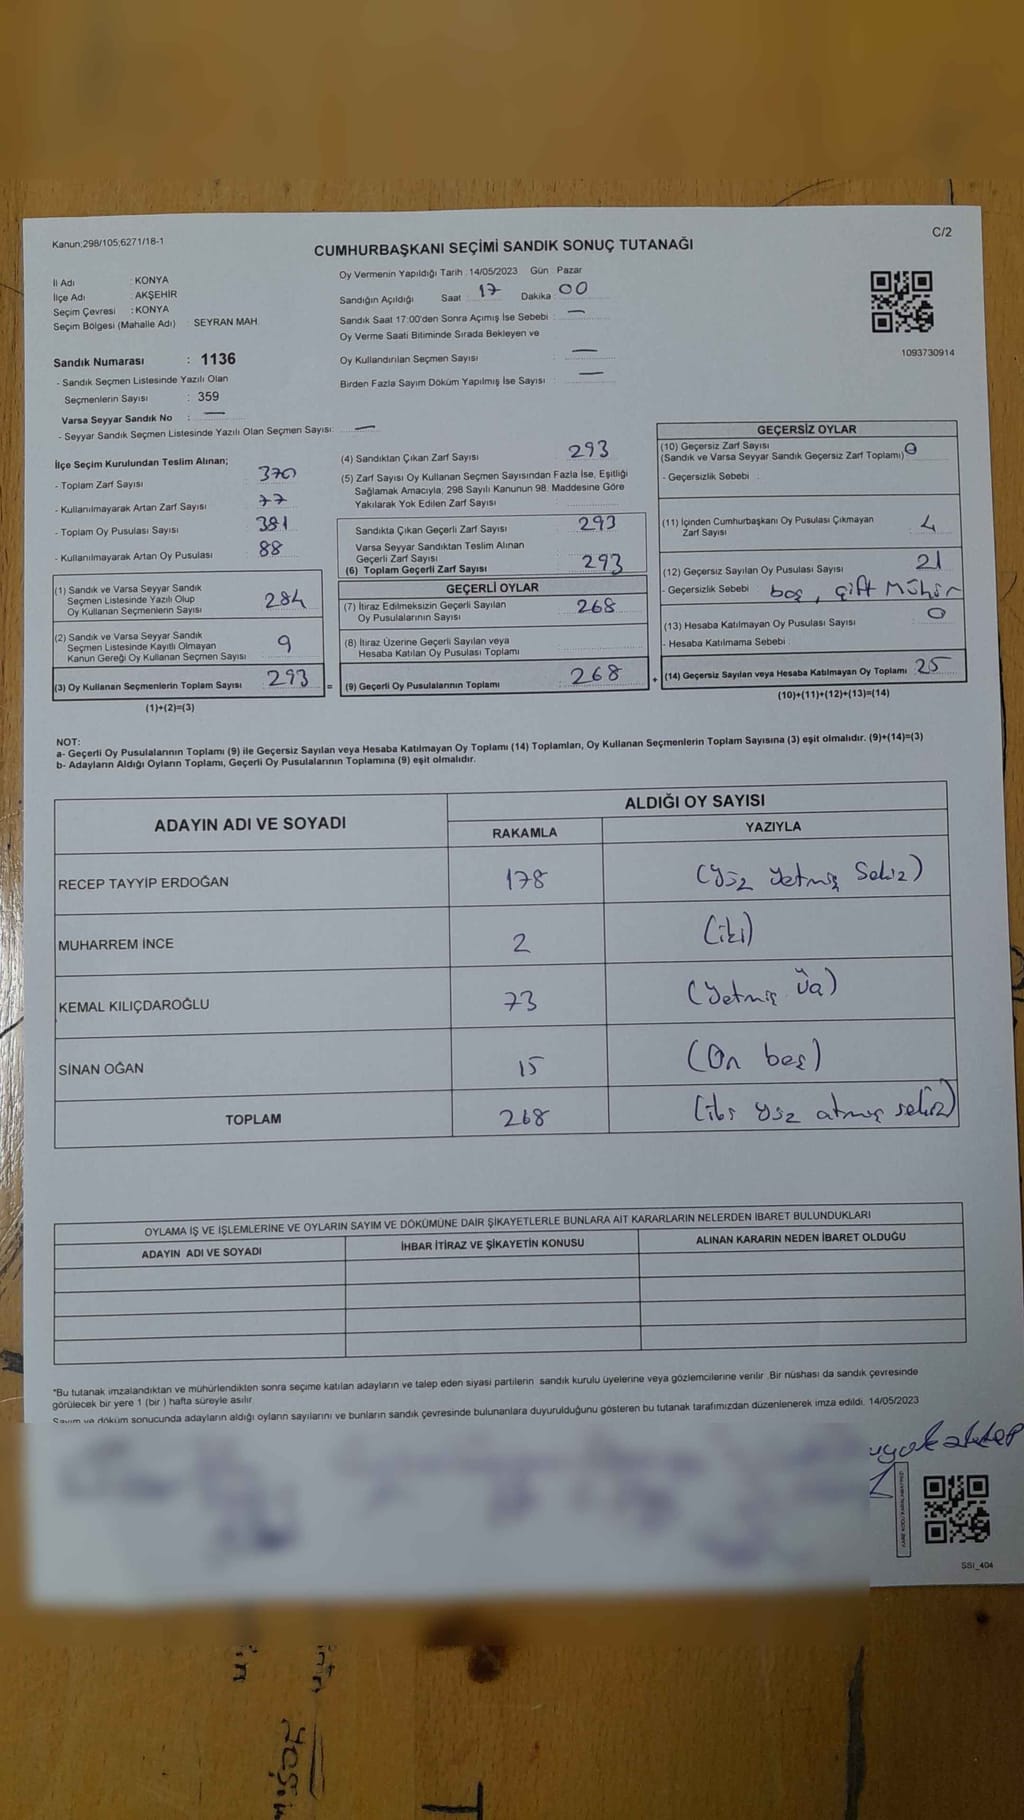 Kanun;298/105;6271/18-1
C/2
CUMHURBAŞKANI SEÇİMİ SANDIK SONUÇ TUTANAĞI
İl Adı : KONYA
İlçe Adı : AKŞEHİR
Seçim Çevresi : KONYA
Seçim Bölgesi (Mahalle Adı) : SEYRAN MAH.
Oy Vermenin Yapıldığı Tarih : 14/05/2023 Gün : Pazar
Sandığın Açıldığı Saat : 17 Dakika : 00
Sandık Saat 17:00'den Sonra Açımış İse Sebebi : —
Oy Verme Saati Bitiminde Sırada Bekleyen ve
Oy Kullandırılan Seçmen Sayısı : —
Birden Fazla Sayım Döküm Yapılmış İse Sayısı : —
1093730914
Sandık Numarası : 1136
- Sandık Seçmen Listesinde Yazılı Olan
Seçmenlerin Sayısı : 359
Varsa Seyyar Sandık No : —
- Seyyar Sandık Seçmen Listesinde Yazılı Olan Seçmen Sayısı: —
İlçe Seçim Kurulundan Teslim Alınan;
- Toplam Zarf Sayısı 370
- Kullanılmayarak Artan Zarf Sayısı 77
- Toplam Oy Pusulası Sayısı 381
- Kullanılmayarak Artan Oy Pusulası 88
(1) Sandık ve Varsa Seyyar Sandık
Seçmen Listesinde Yazılı Olup
Oy Kullanan Seçmenlerin Sayısı 284
(2) Sandık ve Varsa Seyyar Sandık
Seçmen Listesinde Kayıtlı Olmayan
Kanun Gereği Oy Kullanan Seçmen Sayısı 9
(3) Oy Kullanan Seçmenlerin Toplam Sayısı 293 =
(1)+(2)=(3)
(4) Sandıktan Çıkan Zarf Sayısı 293
(5) Zarf Sayısı Oy Kullanan Seçmen Sayısından Fazla İse, Eşitliği
Sağlamak Amacıyla; 298 Sayılı Kanunun 98. Maddesine Göre
Yakılarak Yok Edilen Zarf Sayısı
Sandıkta Çıkan Geçerli Zarf Sayısı 293
Varsa Seyyar Sandıktan Teslim Alınan
Geçerli Zarf Sayısı
(6) Toplam Geçerli Zarf Sayısı 293
GEÇERLİ OYLAR
(7) İtiraz Edilmeksizin Geçerli Sayılan
Oy Pusulalarının Sayısı 268
(8) İtiraz Üzerine Geçerli Sayılan veya
Hesaba Katılan Oy Pusulası Toplamı
(9) Geçerli Oy Pusulalarının Toplamı 268 +
GEÇERSİZ OYLAR
(10) Geçersiz Zarf Sayısı
(Sandık ve Varsa Seyyar Sandık Geçersiz Zarf Toplamı) 0
- Geçersizlik Sebebi :
(11) İçinden Cumhurbaşkanı Oy Pusulası Çıkmayan
Zarf Sayısı 4
(12) Geçersiz Sayılan Oy Pusulası Sayısı 21
- Geçersizlik Sebebi : boş, çift Mühür
(13) Hesaba Katılmayan Oy Pusulası Sayısı 0
- Hesaba Katılmama Sebebi :
(14) Geçersiz Sayılan veya Hesaba Katılmayan Oy Toplamı 25
(10)+(11)+(12)+(13)=(14)
NOT:
a- Geçerli Oy Pusulalarının Toplamı (9) ile Geçersiz Sayılan veya Hesaba Katılmayan Oy Toplamı (14) Toplamları, Oy Kullanan Seçmenlerin Toplam Sayısına (3) eşit olmalıdır. (9)+(14)=(3)
b- Adayların Aldığı Oyların Toplamı, Geçerli Oy Pusulalarının Toplamına (9) eşit olmalıdır.
ADAYIN ADI VE SOYADI
ALDIĞI OY SAYISI
RAKAMLA YAZIYLA
RECEP TAYYİP ERDOĞAN 178 (Yüz Yetmiş Sekiz)
MUHARREM İNCE 2 (iki)
KEMAL KILIÇDAROĞLU 73 (Yetmiş üç)
SİNAN OĞAN 15 (On beş)
TOPLAM 268 (iki yüz atmış sekiz)
OYLAMA İŞ VE İŞLEMLERİNE VE OYLARIN SAYIM VE DÖKÜMÜNE DAİR ŞİKAYETLERLE BUNLARA AİT KARARLARIN NELERDEN İBARET BULUNDUKLARI
ADAYIN ADI VE SOYADI İHBAR İTİRAZ VE ŞİKAYETİN KONUSU ALINAN KARARIN NEDEN İBARET OLDUĞU
*Bu tutanak imzalandıktan ve mühürlendikten sonra seçime katılan adayların ve talep eden siyasi partilerin sandık kurulu üyelerine veya gözlemcilerine verilir. Bir nüshası da sandık çevresinde
görülecek bir yere 1 (bir ) hafta süreyle asılır.
Sayım ve döküm sonucunda adayların aldığı oyların sayılarını ve bunların sandık çevresinde bulunanlara duyurulduğunu gösteren bu tutanak tarafımızdan düzenlenerek imza edildi. 14/05/2023
SSI_404